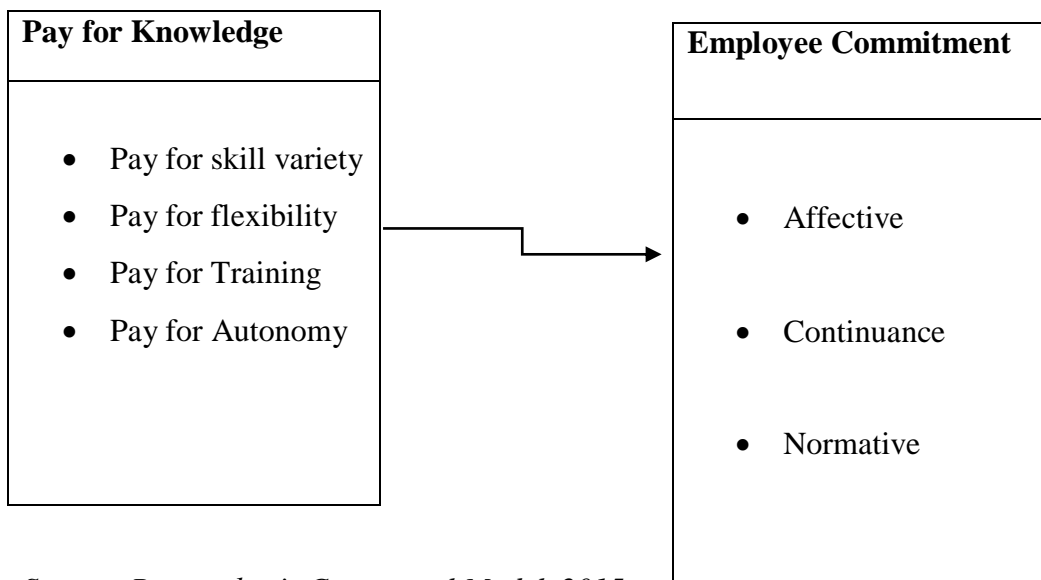 Pay for Knowledge
• Pay for skill variety
• Pay for flexibility
• Pay for Training
• Pay for Autonomy
Employee Commitment
• Affective
• Continuance
• Normative
2015